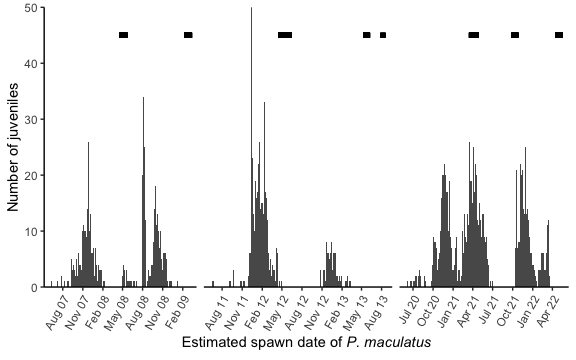 50
40
30
20
10
0
Number of juveniles
Aug 07 Nov 07 Feb 08 May 08 Aug 08 Nov 08 Feb 09 Aug 11 Nov 11 Feb 12 May 12 Aug 12 Nov 12 Feb 13 May 13 Aug 13 Jul 20 Oct 20 Jan 21 Apr 21 Jul 21 Oct 21 Jan 22 Apr 22
Estimated spawn date of P. maculatus